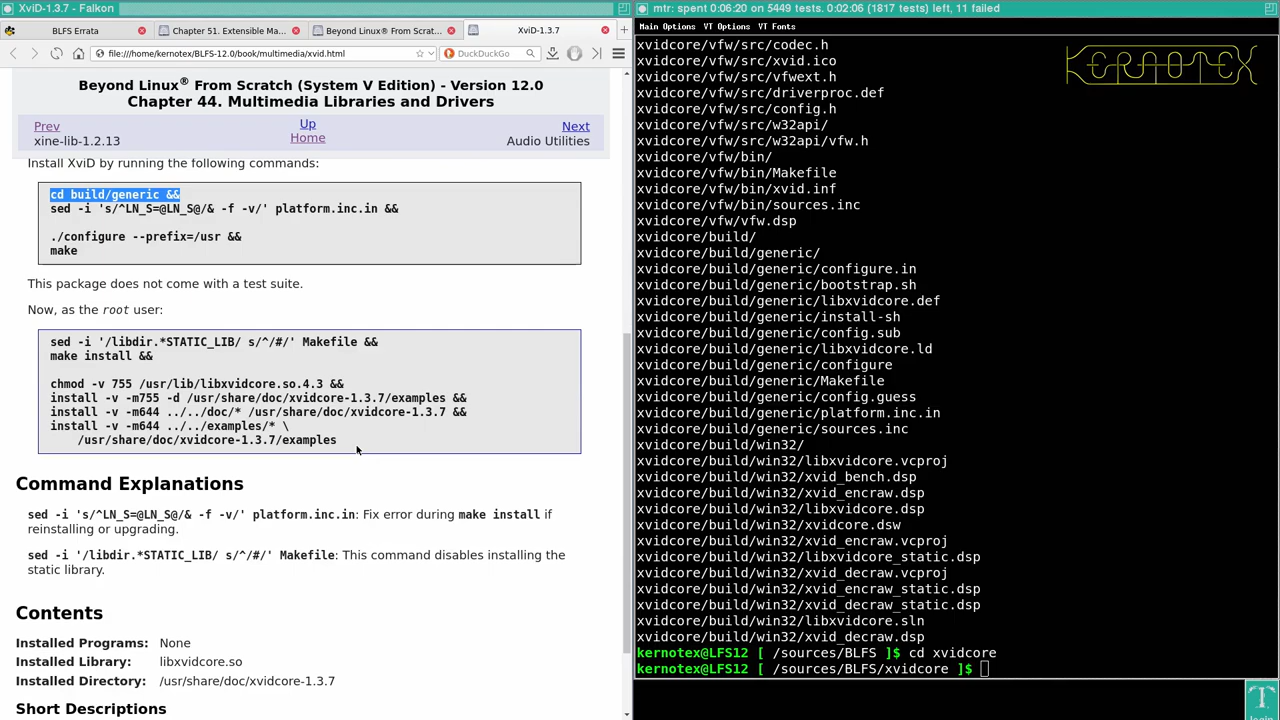 XviD-1.3.7 - Falkon
BLFS Errata
Chapter 51. Extensible Ma...
Beyond Linux® From Scrat...
XviD-1.3.7
file:///home/kernotex/BLFS-12.0/book/multimedia/xvid.html
DuckDuckGo
Beyond Linux® From Scratch (System V Edition) - Version 12.0
Chapter 44. Multimedia Libraries and Drivers
Prev
Up
Next
xine-lib-1.2.13
Home
Audio Utilities
Install XviD by running the following commands:
cd build/generic &&
sed -i 's/^LN_S=@LN_S@/& -f -v/' platform.inc.in &&
./configure --prefix=/usr &&
make
This package does not come with a test suite.
Now, as the root user:
sed -i '/libdir.*STATIC_LIB/ s/^/#/' Makefile &&
make install &&
chmod -v 755 /usr/lib/libxvidcore.so.4.3 &&
install -v -m755 -d /usr/share/doc/xvidcore-1.3.7/examples &&
install -v -m644 ../../doc/* /usr/share/doc/xvidcore-1.3.7 &&
install -v -m644 ../../examples/* \
/usr/share/doc/xvidcore-1.3.7/examples
Command Explanations
sed -i 's/^LN_S=@LN_S@/& -f -v/' platform.inc.in: Fix error during make install if
reinstalling or upgrading.
sed -i '/libdir.*STATIC_LIB/ s/^/#/' Makefile: This command disables installing the
static library.
Contents
Installed Programs: None
Installed Library: libxvidcore.so
Installed Directory: /usr/share/doc/xvidcore-1.3.7
Short Descriptions
mtr: spent 0:06:20 on 5449 tests. 0:02:06 (1817 tests) left, 11 failed
Main Options VT Options VT Fonts
KERNOTEX
xvidcore/vfw/src/codec.h
xvidcore/vfw/src/xvid.ico
xvidcore/vfw/src/vfwext.h
xvidcore/vfw/src/driverproc.def
xvidcore/vfw/src/config.h
xvidcore/vfw/src/w32api/
xvidcore/vfw/src/w32api/vfw.h
xvidcore/vfw/bin/
xvidcore/vfw/bin/Makefile
xvidcore/vfw/bin/xvid.inf
xvidcore/vfw/bin/sources.inc
xvidcore/vfw/vfw.dsp
xvidcore/build/
xvidcore/build/generic/
xvidcore/build/generic/configure.in
xvidcore/build/generic/bootstrap.sh
xvidcore/build/generic/libxvidcore.def
xvidcore/build/generic/install-sh
xvidcore/build/generic/config.sub
xvidcore/build/generic/libxvidcore.ld
xvidcore/build/generic/configure
xvidcore/build/generic/Makefile
xvidcore/build/generic/config.guess
xvidcore/build/generic/platform.inc.in
xvidcore/build/generic/sources.inc
xvidcore/build/win32/
xvidcore/build/win32/libxvidcore.vcproj
xvidcore/build/win32/xvid_bench.dsp
xvidcore/build/win32/xvid_encraw.dsp
xvidcore/build/win32/libxvidcore.dsp
xvidcore/build/win32/xvidcore.dsw
xvidcore/build/win32/xvid_encraw.vcproj
xvidcore/build/win32/libxvidcore_static.dsp
xvidcore/build/win32/xvid_decraw.vcproj
xvidcore/build/win32/xvid_encraw_static.dsp
xvidcore/build/win32/xvid_decraw_static.dsp
xvidcore/build/win32/libxvidcore.sln
xvidcore/build/win32/xvid_decraw.dsp
kernotex@LFS12 [ /sources/BLFS ]$ cd xvidcore
kernotex@LFS12 [ /sources/BLFS/xvidcore ]$
login